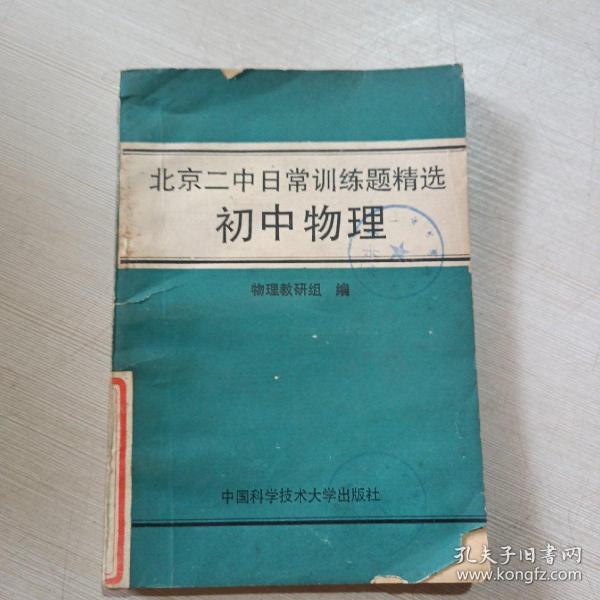 北京二中日常训练题精选
初中物理
物理教研组 编
中国科学技术大学出版社
孔夫子旧书网
www.kongfz.com